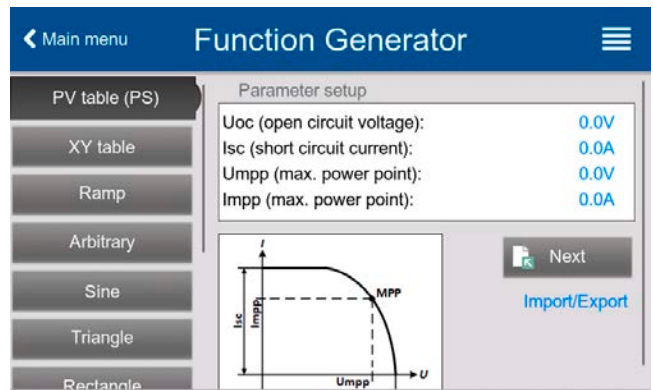 Main menu
Function Generator
PV table (PS)
XY table
Ramp
Arbitrary
Sine
Triangle
Rectangle
Parameter setup
Uoc (open circuit voltage): 0.0V
Isc (short circuit current): 0.0A
Umpp (max. power point): 0.0V
Impp (max. power point): 0.0A
Next
Import/Export
I
MPP
Isc
Impp
Umpp
U